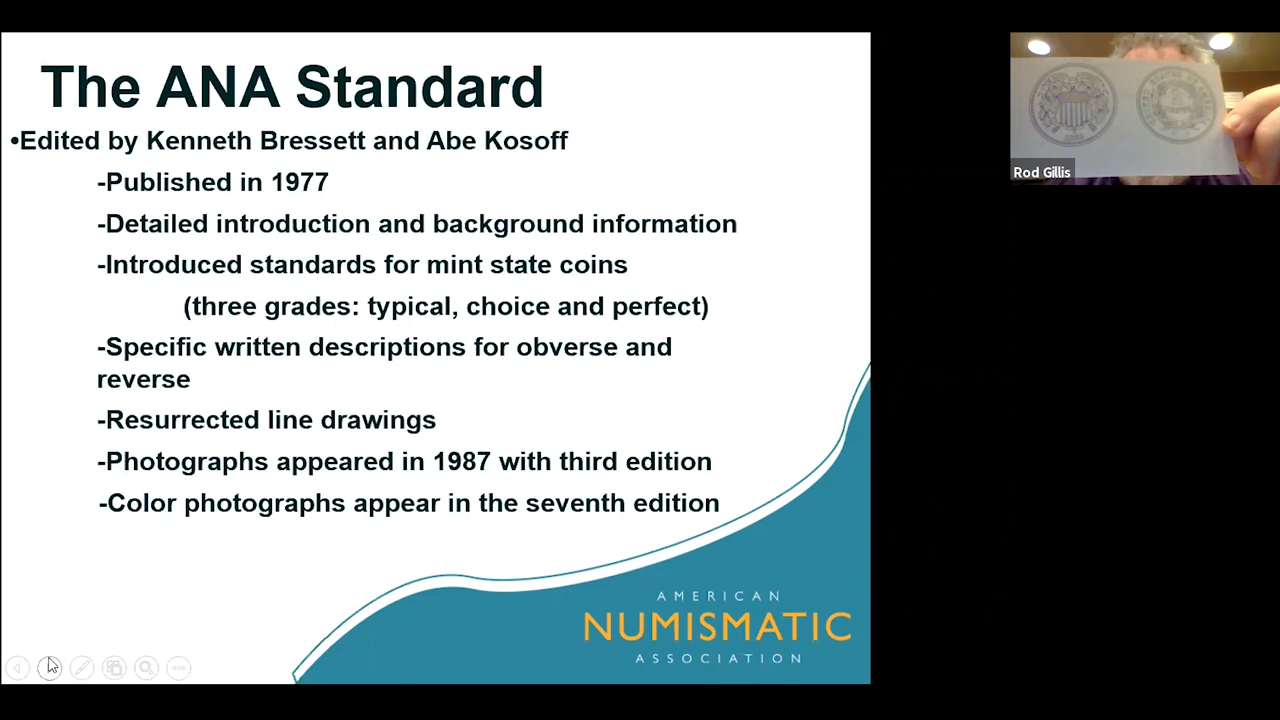 The ANA Standard
•Edited by Kenneth Bressett and Abe Kosoff
-Published in 1977
-Detailed introduction and background information
-Introduced standards for mint state coins
(three grades: typical, choice and perfect)
-Specific written descriptions for obverse and
reverse
-Resurrected line drawings
-Photographs appeared in 1987 with third edition
-Color photographs appear in the seventh edition
AMERICAN
NUMISMATIC
ASSOCIATION
Rod Gillis